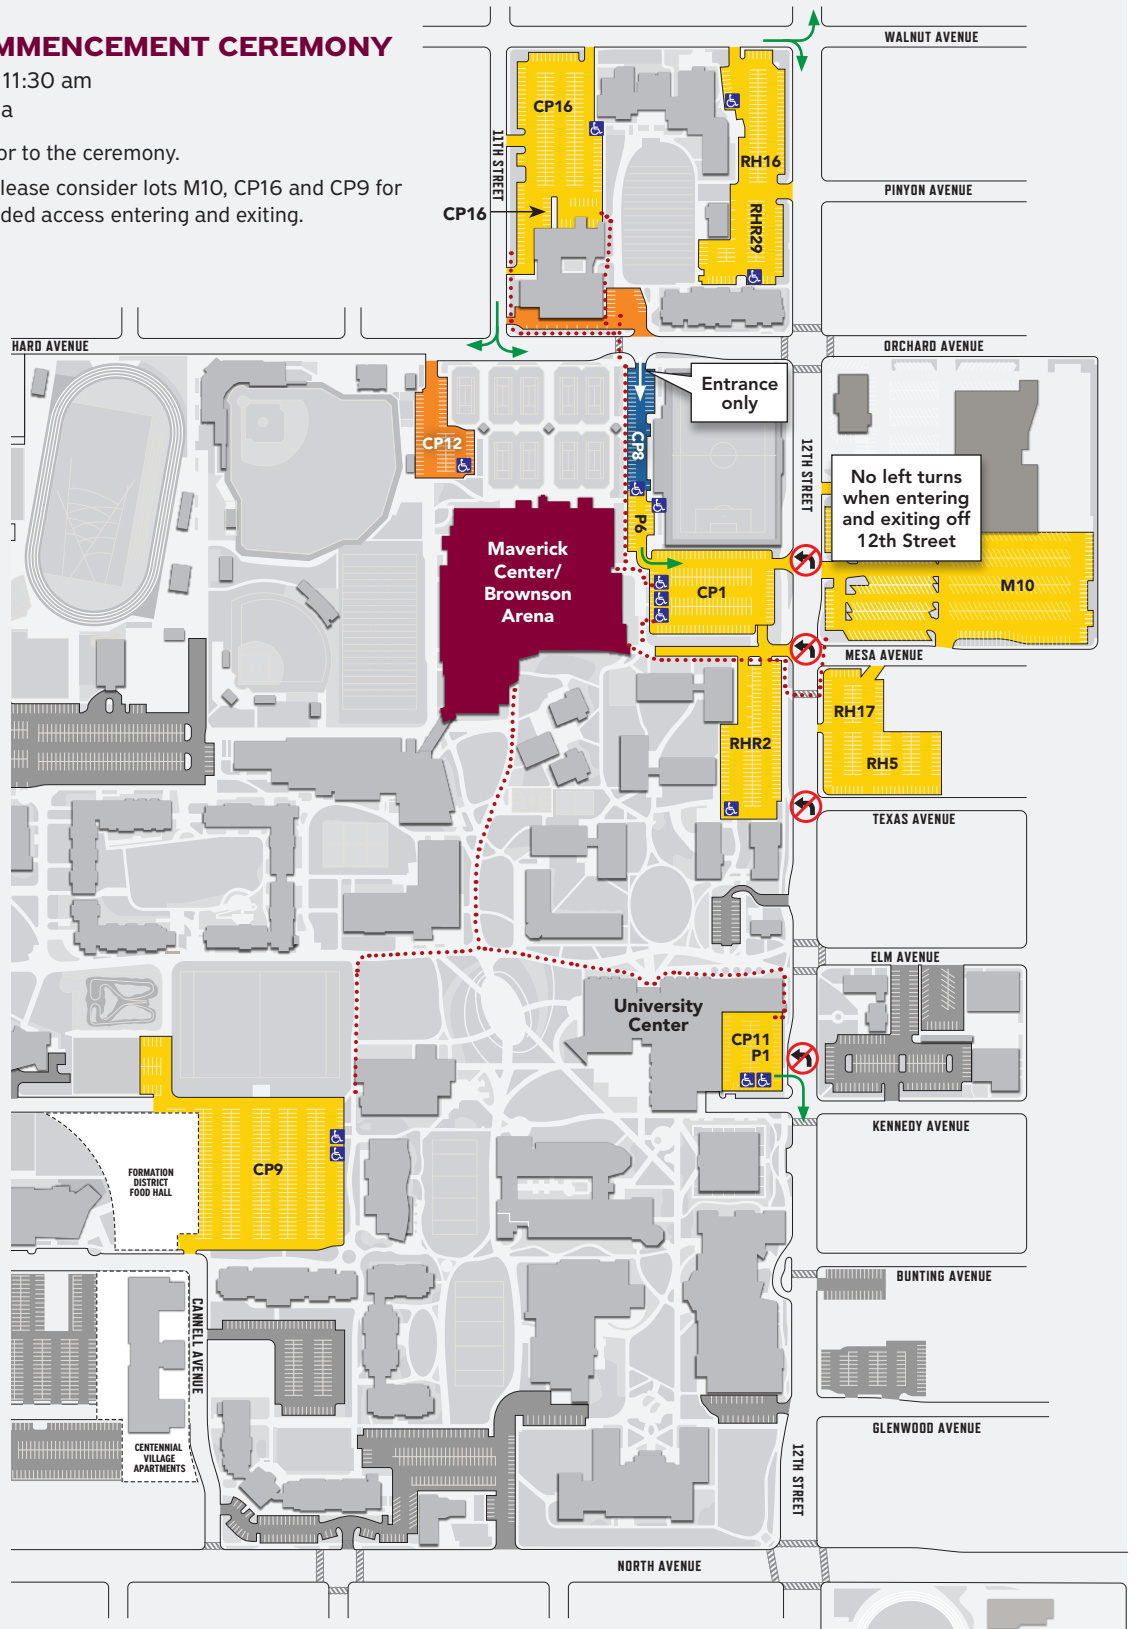 MMENCEMENT CEREMONY
11:30 am
a
or to the ceremony.
lease consider lots M10, CP16 and CP9 for
ded access entering and exiting.
WALNUT AVENUE
CP16
11TH STREET
RH16
PINYON AVENUE
CP16
RHR29
HARD AVENUE
ORCHARD AVENUE
Entrance
only
CP12
CP8
12TH STREET
No left turns
when entering
and exiting off
12th Street
P6
Maverick
Center/
Brownson
Arena
CP1
M10
MESA AVENUE
RH17
RHR2
RH5
TEXAS AVENUE
ELM AVENUE
University
Center
CP11
P1
KENNEDY AVENUE
CP9
FORMATION
DISTRICT
FOOD HALL
BUNTING AVENUE
CANNELL AVENUE
GLENWOOD AVENUE
CENTENNIAL
VILLAGE
APARTMENTS
12TH STREET
NORTH AVENUE